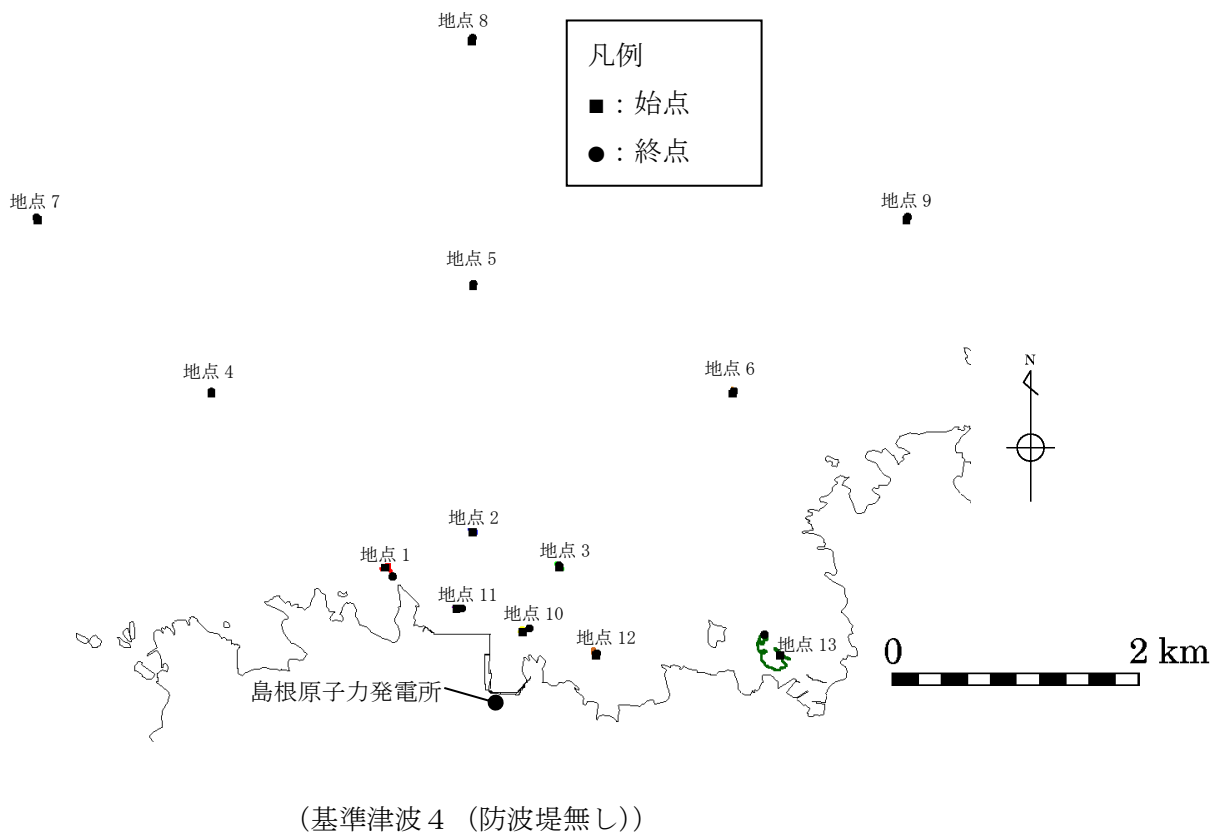 地点 8
凡例
■：始点
●：終点
地点 7
地点 9
地点 5
地点 4
地点 6
N
地点 2
地点 1
地点 3
地点 11
地点 10
地点 12
地点 13
0
2 km
島根原子力発電所
（基準津波４（防波堤無し））